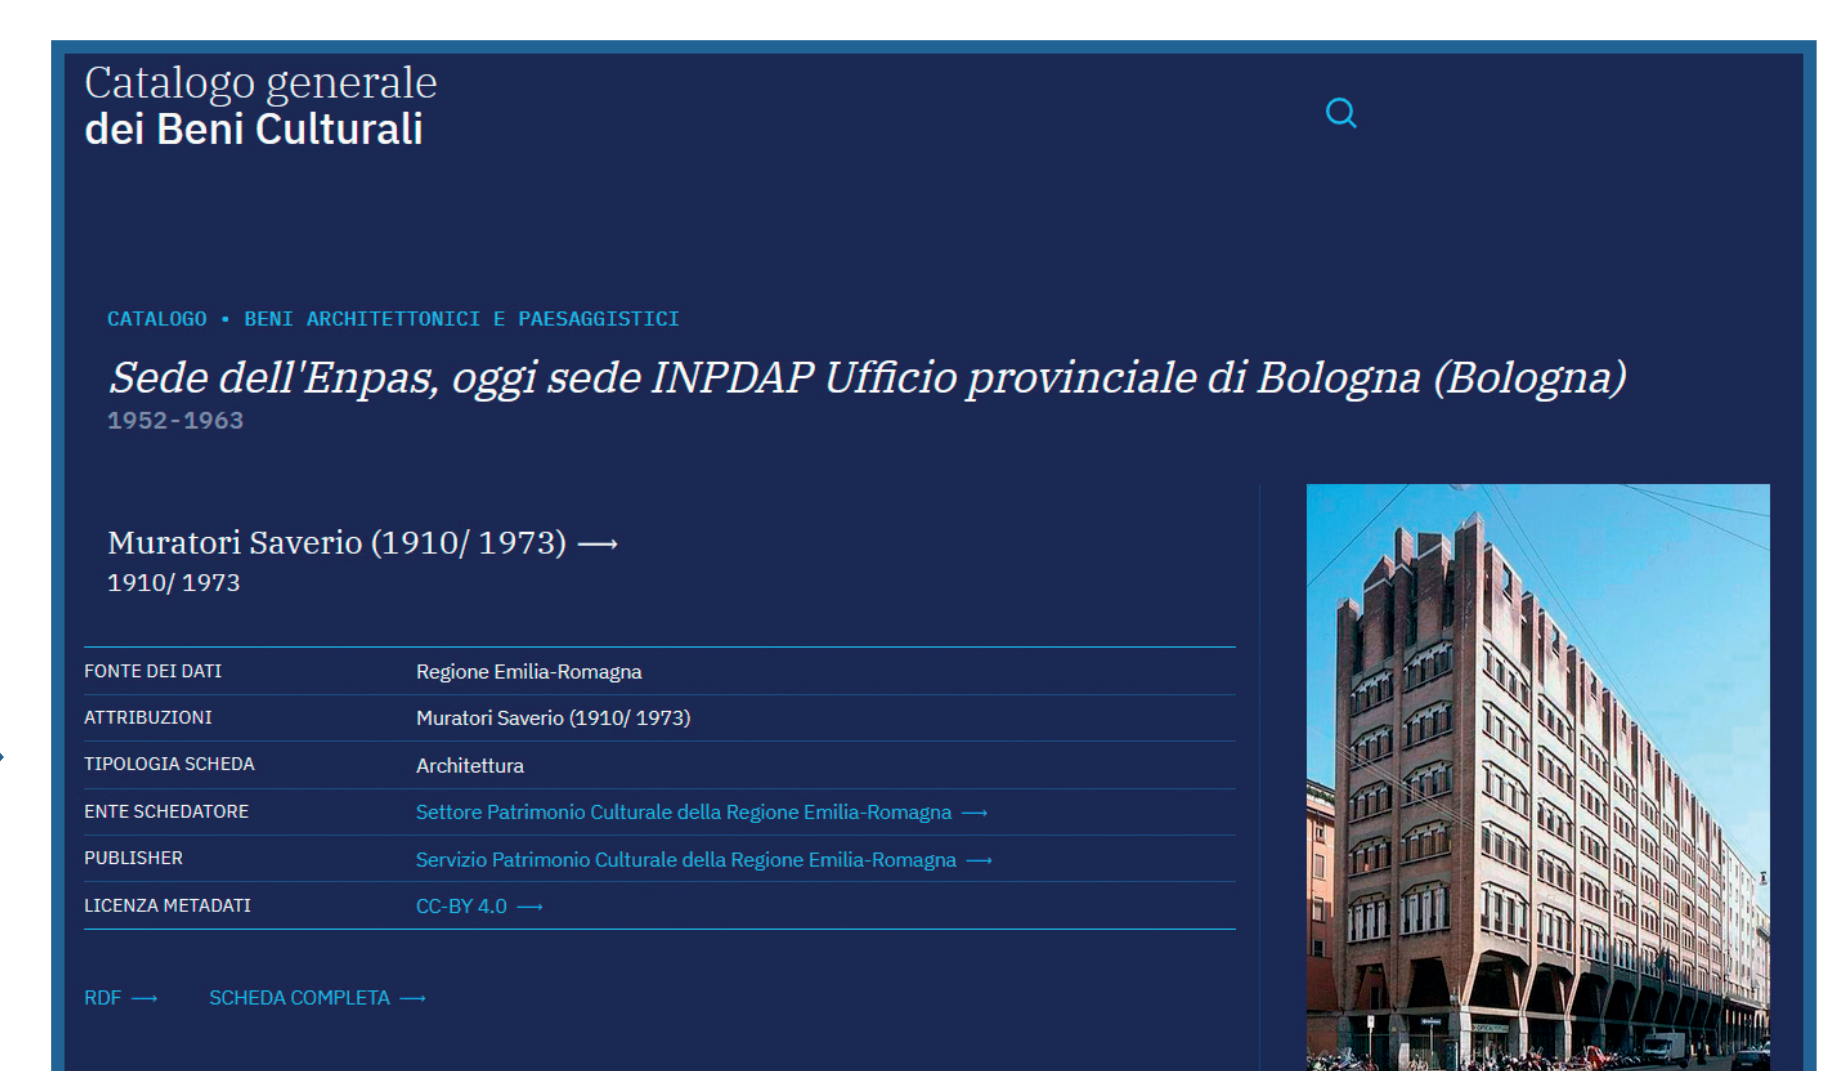 Catalogo generale
dei Beni Culturali
CATALOGO • BENI ARCHITETTONICI E PAESAGGISTICI
Sede dell'Enpas, oggi sede INPDAP Ufficio provinciale di Bologna (Bologna)
1952-1963
Muratori Saverio (1910/ 1973) →
1910/ 1973
FONTE DEI DATI Regione Emilia-Romagna
ATTRIBUZIONI Muratori Saverio (1910/ 1973)
TIPOLOGIA SCHEDA Architettura
ENTE SCHEDATORE Settore Patrimonio Culturale della Regione Emilia-Romagna →
PUBLISHER Servizio Patrimonio Culturale della Regione Emilia-Romagna →
LICENZA METADATI CC-BY 4.0 →
RDF → SCHEDA COMPLETA →